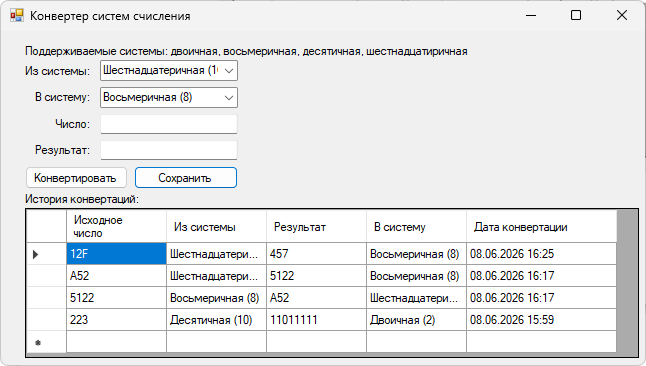 Конвертер систем счисления
Поддерживаемые системы: двоичная, восьмеричная, десятичная, шестнадцатиричная
Из системы: Шестнадцатеричная (1
В систему: Восьмеричная (8)
Число:
Результат:
Конвертировать Сохранить
История конвертаций:
Исходное число Из системы Результат В систему Дата конвертации
12F Шестнадцатери... 457 Восьмеричная (8) 08.06.2026 16:25
A52 Шестнадцатери... 5122 Восьмеричная (8) 08.06.2026 16:17
5122 Восьмеричная (8) A52 Шестнадцатери... 08.06.2026 16:17
223 Десятичная (10) 11011111 Двоичная (2) 08.06.2026 15:59